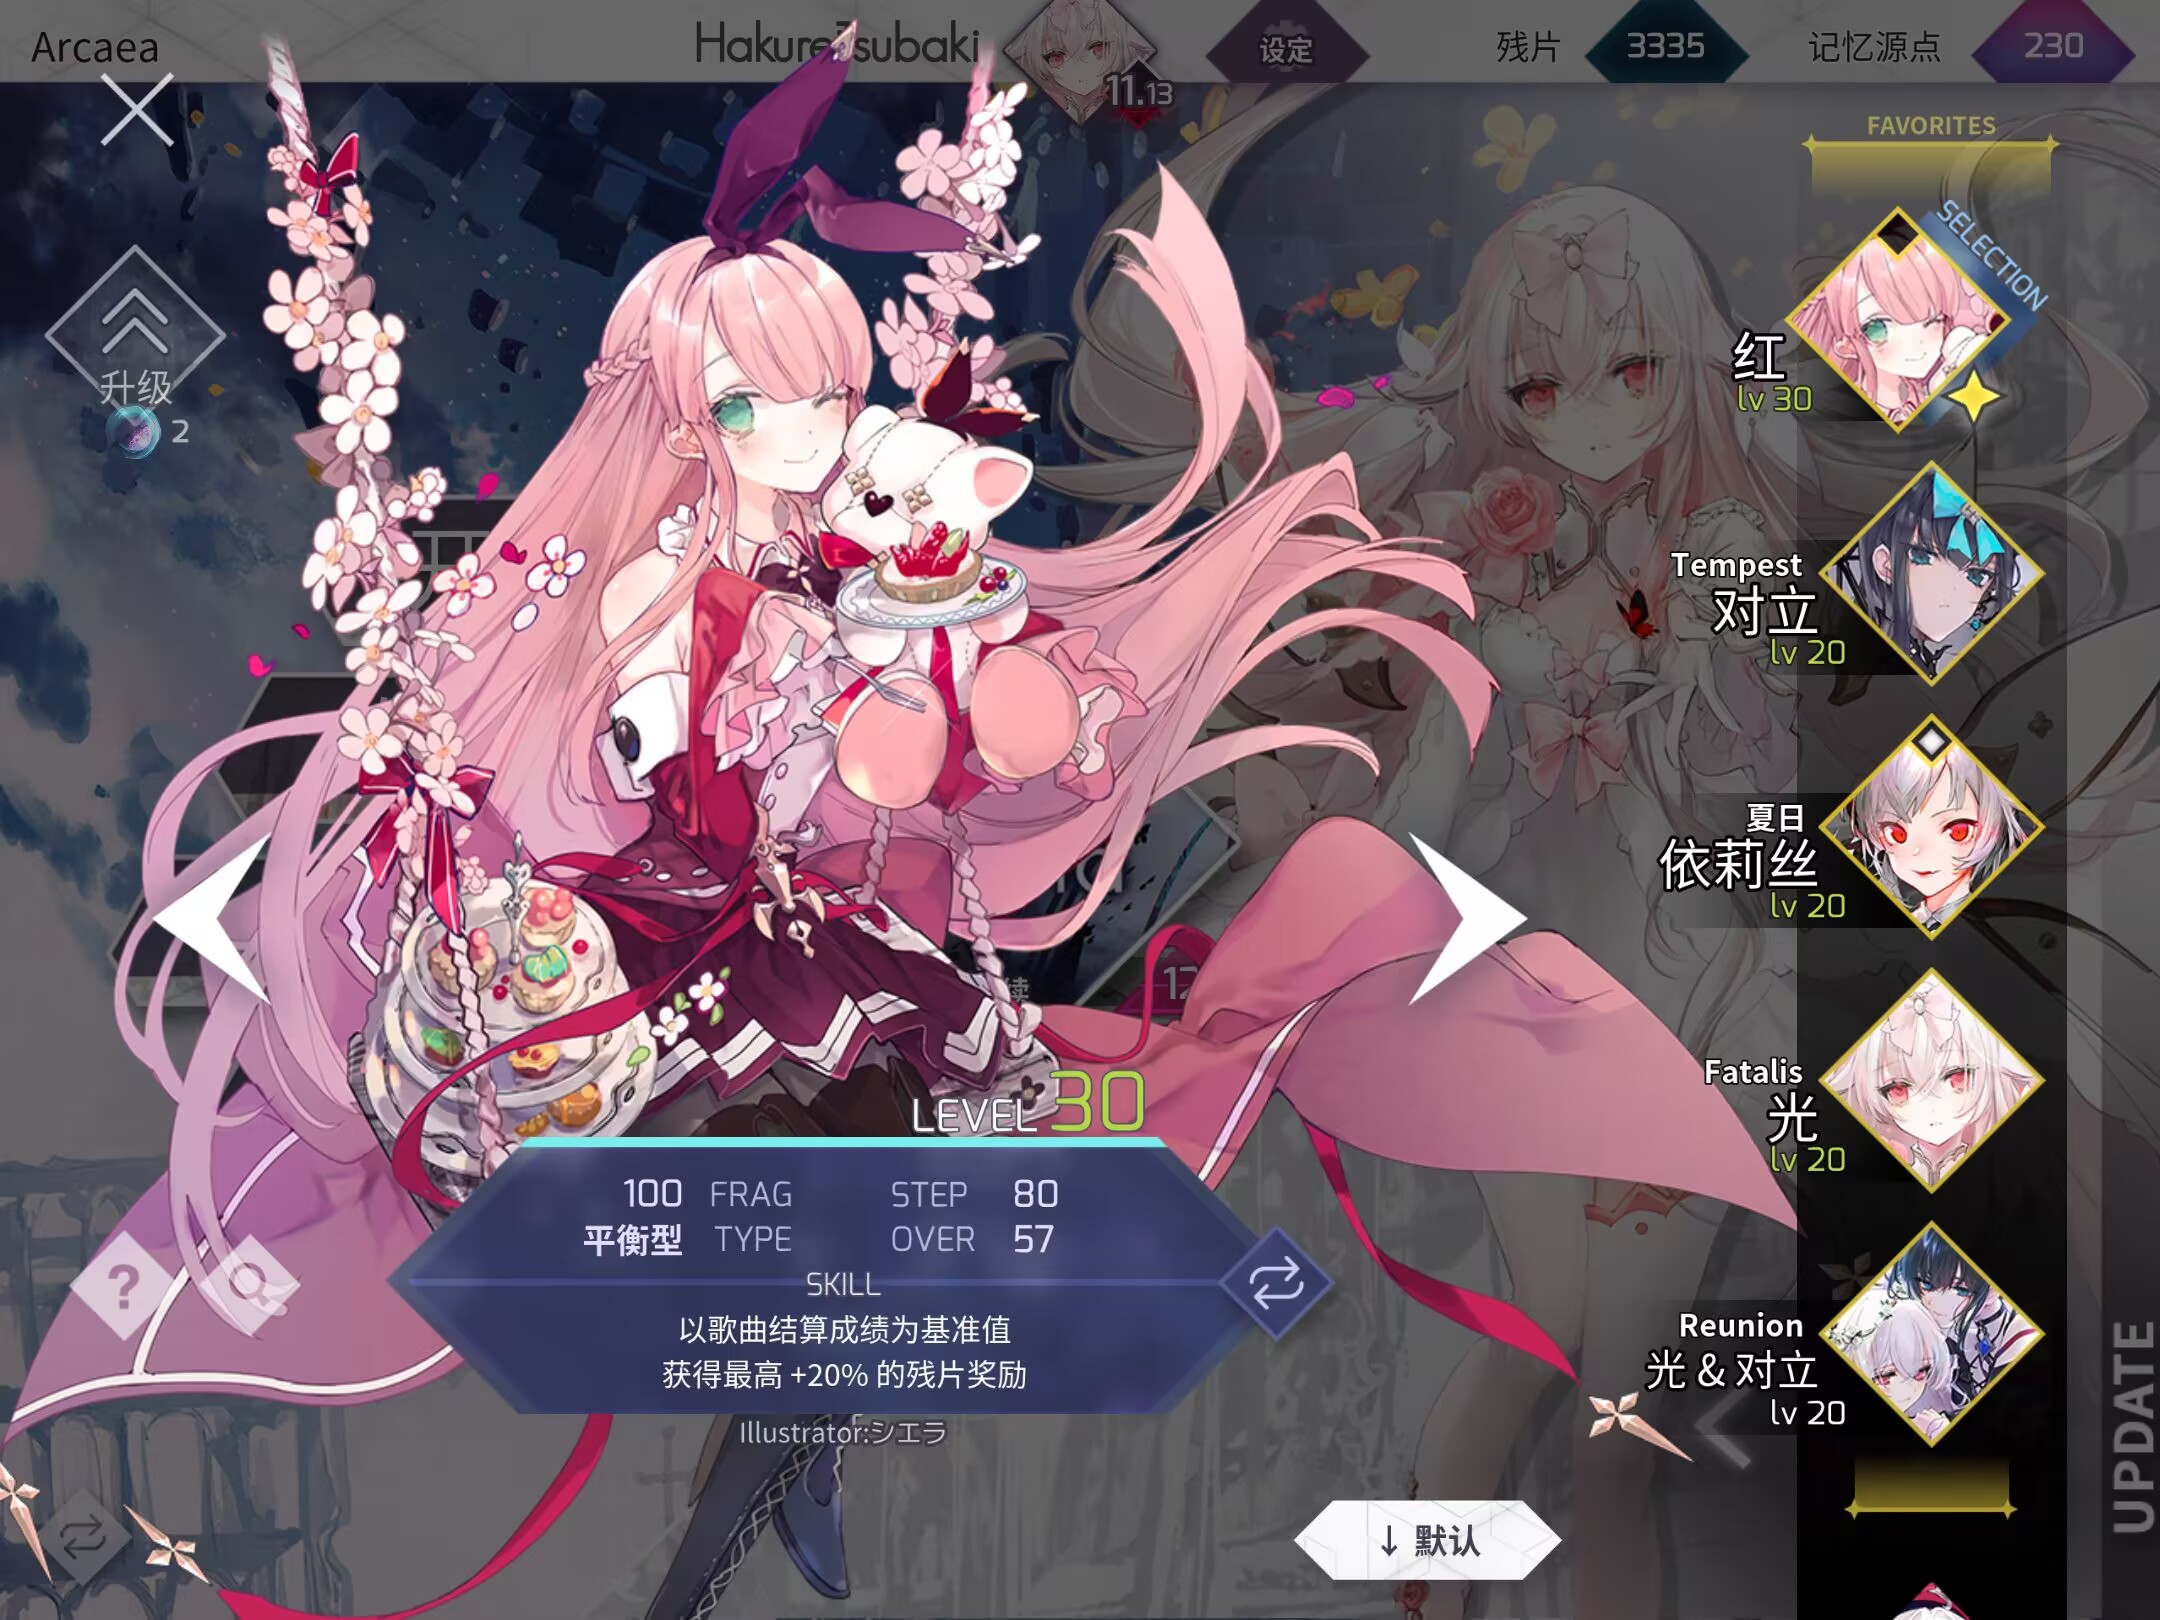 Arcaea
HakureiTsubaki
11.13
设定
残片
3335
记忆源点
230
升级
2
FAVORITES
SELECTION
红
lv 30
Tempest
对立
lv 20
夏日
依莉丝
lv 20
Fatalis
光
lv 20
Reunion
光 & 对立
lv 20
LEVEL 30
100 FRAG STEP 80
平衡型 TYPE OVER 57
SKILL
以歌曲结算成绩为基准值
获得最高 +20% 的残片奖励
Illustrator:シエラ
?
↓ 默认
UPDATE